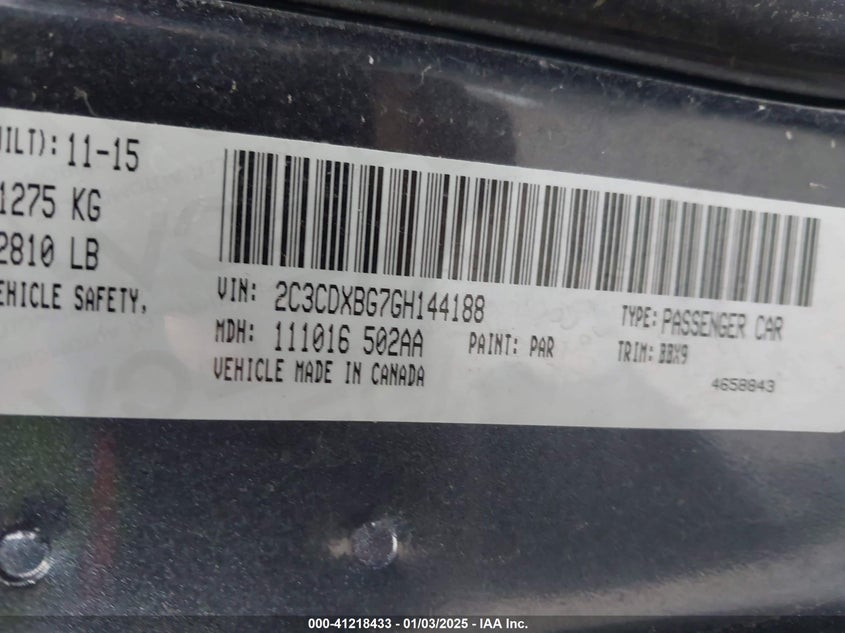 UILT): 11-15
1275 KG
2810 LB
EHICLE SAFETY,
VIN: 2C3CDXBG7GH144188
TYPE: PASSENGER CAR
MDH: 111016 502AA
PAINT: PAR
TRIM: BBX9
VEHICLE MADE IN CANADA
4658843
000-41218433 - 01/03/2025 - IAA Inc.